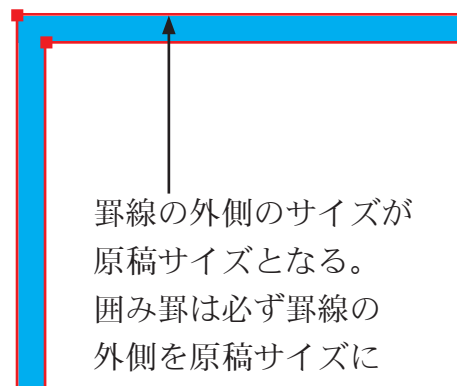 罫線の外側のサイズが
原稿サイズとなる。
囲み罫は必ず罫線の
外側を原稿サイズに